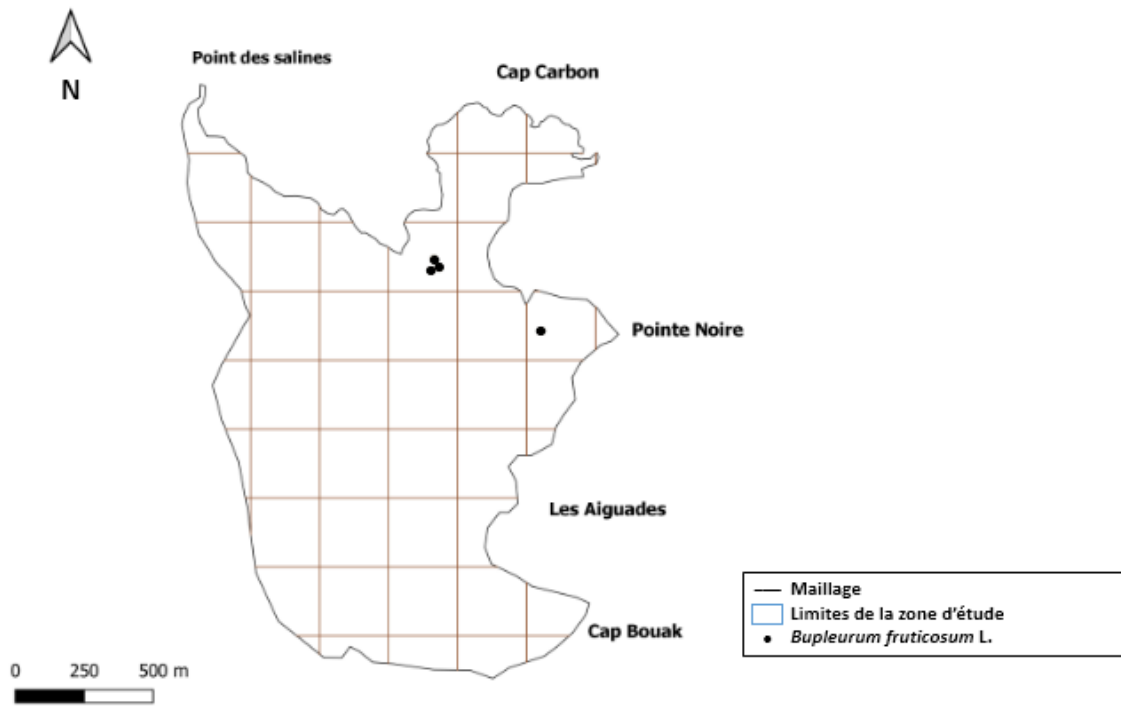 Point des salines
Cap Carbon
N
Pointe Noire
Les Aiguades
Maillage
Limites de la zone d'étude
Bupleurum fruticosum L.
Cap Bouak
0 250 500 m